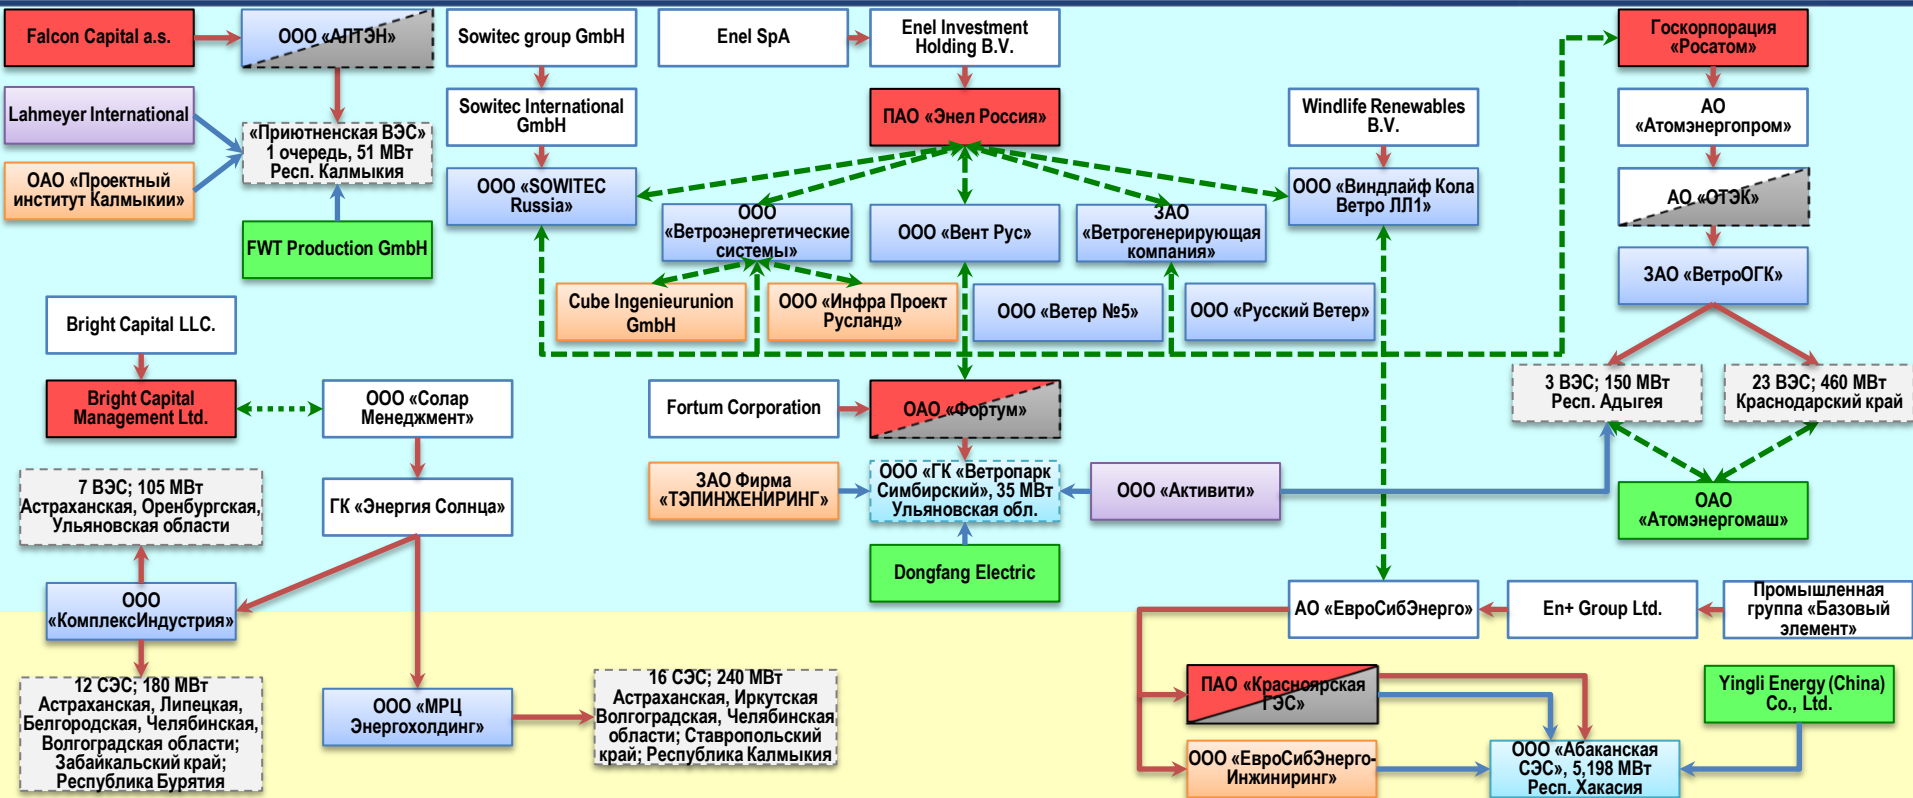 Falcon Capital a.s.
ООО «АЛТЭН»
Sowitec group GmbH
Enel SpA
Enel Investment
Holding B.V.
Госкорпорация
«Росатом»
Lahmeyer International
«Приютненская ВЭС»
1 очередь, 51 МВт
Респ. Калмыкия
Sowitec International
GmbH
ПАО «Энел Россия»
Windlife Renewables
B.V.
АО
«Атомэнергопром»
ОАО «Проектный
институт Калмыкии»
ООО «SOWITEC
Russia»
ООО
«Ветроэнергетические
системы»
ООО «Вент Рус»
ЗАО
«Ветрогенерирующая
компания»
ООО «Виндлайф Кола
Ветро ЛЛ1»
АО «ОТЭК»
FWT Production GmbH
ЗАО «ВетроОГК»
Cube Ingenieurunion
GmbH
ООО «Инфра Проект
Русланд»
ООО «Ветер №5»
ООО «Русский Ветер»
Bright Capital LLC.
Bright Capital
Management Ltd.
ООО «Солар
Менеджмент»
Fortum Corporation
ОАО «Фортум»
3 ВЭС; 150 МВт
Респ. Адыгея
23 ВЭС; 460 МВт
Краснодарский край
7 ВЭС; 105 МВт
Астраханская, Оренбургская,
Ульяновская области
ГК «Энергия Солнца»
ЗАО Фирма
«ТЭПИНЖЕНИРИНГ»
ООО «ГК «Ветропарк
Симбирский», 35 МВт
Ульяновская обл.
ООО «Активити»
ОАО
«Атомэнергомаш»
Dongfang Electric
ООО
«КомплексИндустрия»
АО «ЕвроСибЭнерго»
En+ Group Ltd.
Промышленная
группа «Базовый
элемент»
12 СЭС; 180 МВт
Астраханская, Липецкая,
Белгородская, Челябинская,
Волгоградская области;
Забайкальский край;
Республика Бурятия
ООО «МРЦ
Энергохолдинг»
16 СЭС; 240 МВт
Астраханская, Иркутская
Волгоградская, Челябинская
области; Ставропольский
край; Республика Калмыкия
ПАО «Красноярская
ГЭС»
Yingli Energy (China)
Co., Ltd.
ООО «ЕвроСибЭнерго-
Инжиниринг»
ООО «Абаканская
СЭС», 5,198 МВт
Респ. Хакасия